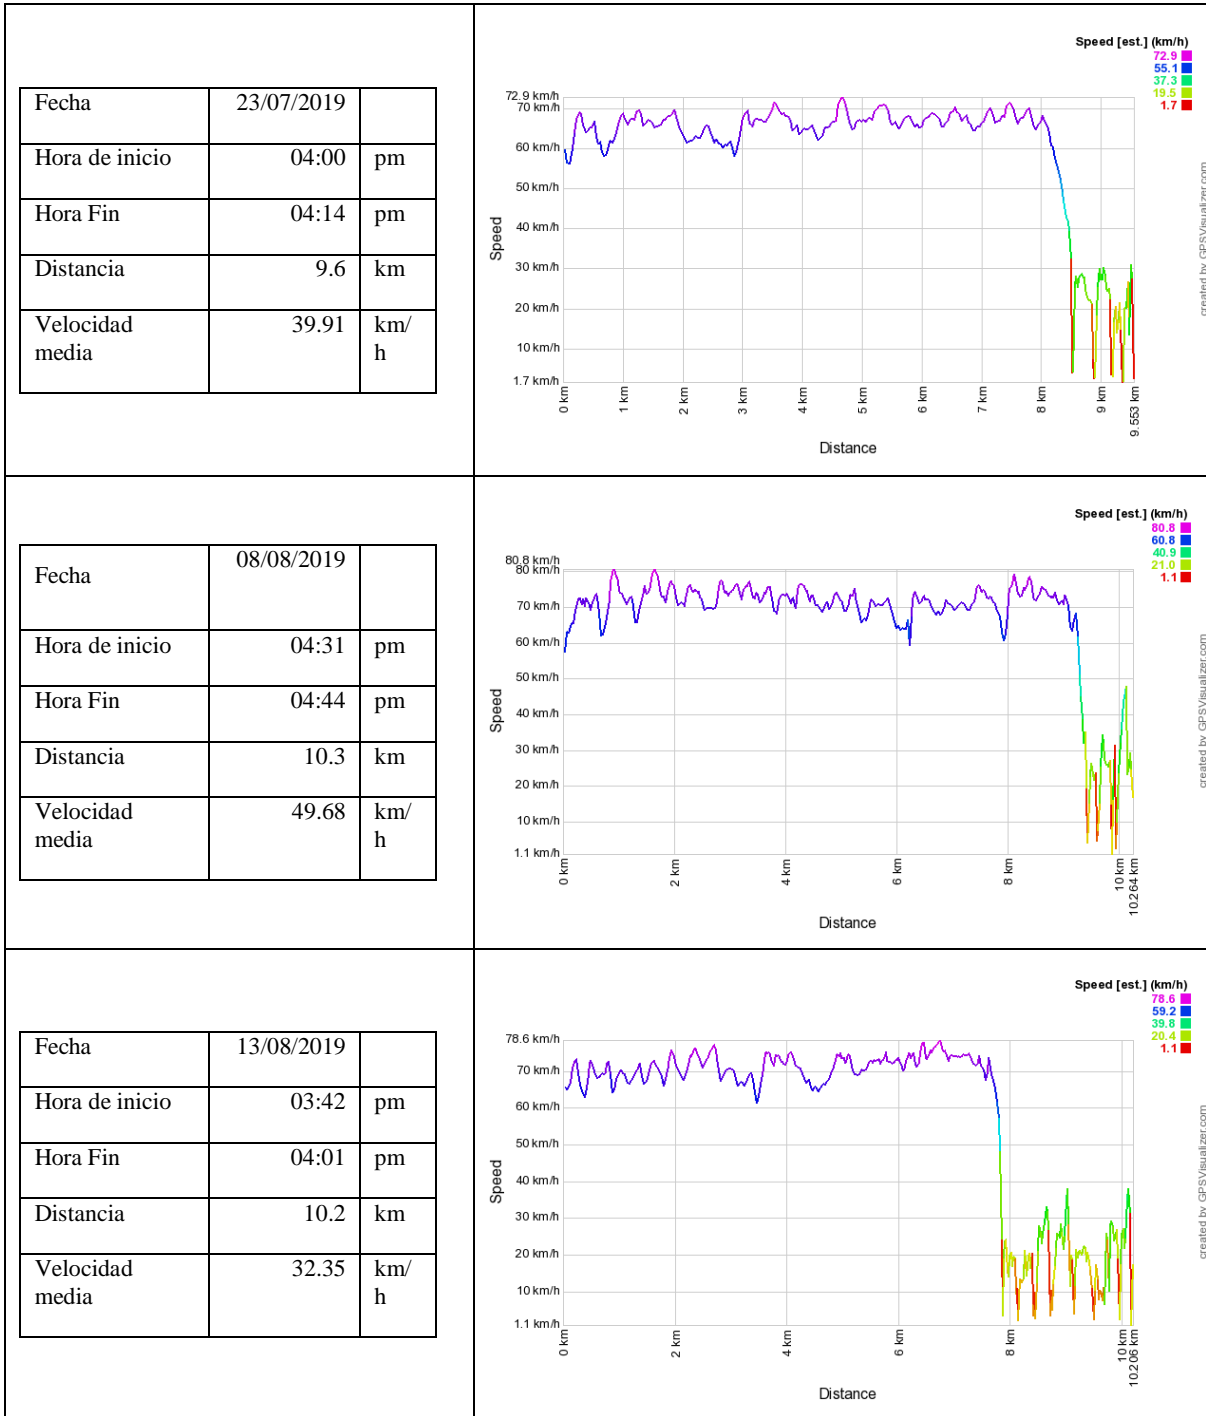 Fecha 23/07/2019
Hora de inicio 04:00 pm
Hora Fin 04:14 pm
Distancia 9.6 km
Velocidad 39.91 km/
media h
Speed [est.] (km/h)
72.9
55.1
37.3
19.5
1.7
72.9 km/h
70 km/h
60 km/h
50 km/h
40 km/h
30 km/h
20 km/h
10 km/h
1.7 km/h
Speed
0 km
1 km
2 km
3 km
4 km
5 km
6 km
7 km
8 km
9 km
9.553 km
Distance
created by GPSVisualizer.com
Fecha 08/08/2019
Hora de inicio 04:31 pm
Hora Fin 04:44 pm
Distancia 10.3 km
Velocidad 49.68 km/
media h
Speed [est.] (km/h)
80.8
60.8
40.9
21.0
1.1
80.8 km/h
80 km/h
70 km/h
60 km/h
50 km/h
40 km/h
30 km/h
20 km/h
10 km/h
1.1 km/h
Speed
0 km
2 km
4 km
6 km
8 km
10 km
10.264 km
Distance
created by GPSVisualizer.com
Fecha 13/08/2019
Hora de inicio 03:42 pm
Hora Fin 04:01 pm
Distancia 10.2 km
Velocidad 32.35 km/
media h
Speed [est.] (km/h)
78.6
59.2
39.8
20.4
1.1
78.6 km/h
70 km/h
60 km/h
50 km/h
40 km/h
30 km/h
20 km/h
10 km/h
1.1 km/h
Speed
0 km
2 km
4 km
6 km
8 km
10 km
10.206 km
Distance
created by GPSVisualizer.com